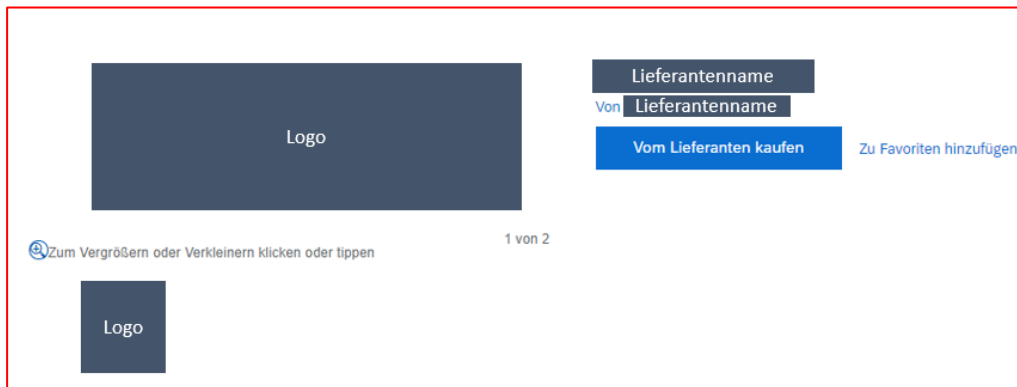 Logo
Lieferantenname
Von Lieferantenname
Vom Lieferanten kaufen
Zu Favoriten hinzufügen
Zum Vergrößern oder Verkleinern klicken oder tippen
1 von 2
Logo